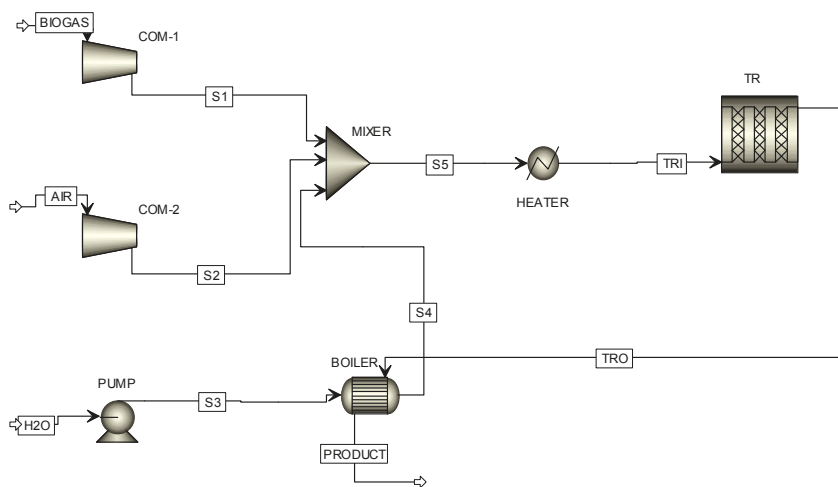 BIOGAS
COM-1
S1
MIXER
TR
S5
TRI
HEATER
AIR
COM-2
S2
S4
BOILER
TRO
PUMP
S3
H2O
PRODUCT